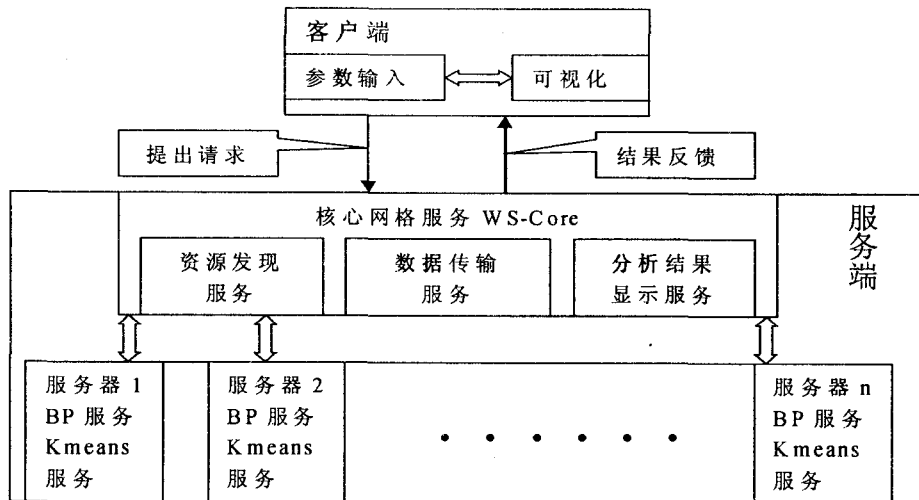 客户端
参数输入
可视化
提出请求
结果反馈
核心网格服务 WS-Core
服务端
资源发现
服务
数据传输
服务
分析结果
显示服务
服务器 1
BP 服务
Kmeans
服务
服务器 2
BP 服务
Kmeans
服务
• • • • • •
服务器 n
BP 服务
Kmeans
服务